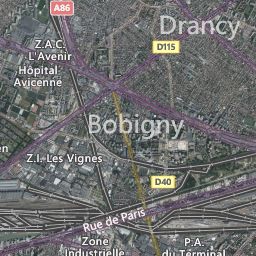 A86
Drancy
Z.A.C.
L'Avenir
D115
Hôpital
Avicenne
Bobigny
en
Z.I. Les Vignes
D40
Rue de Paris
Zone
Industrielle
P.A.
du Terminal